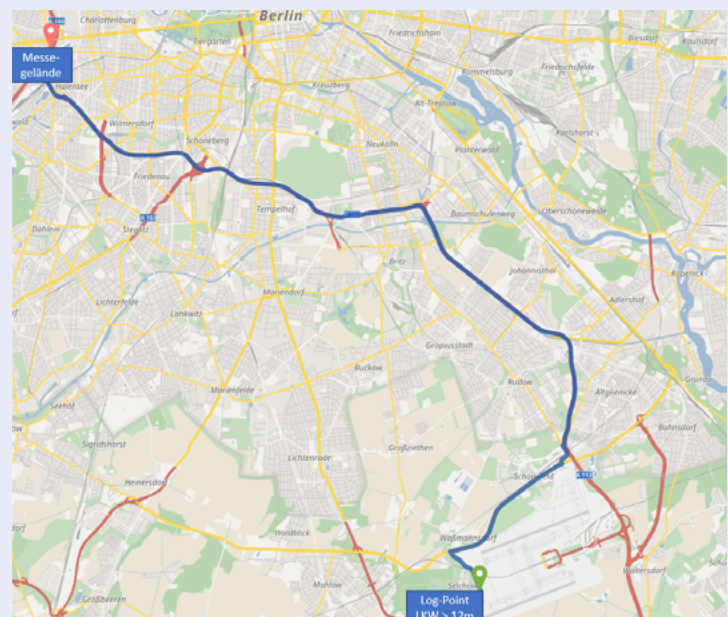 Berlin
Charlottenburg
Tiergarten
Friedrichshain
Biesdorf
Kaulsdorf
Messe-
gelände
Halensee
Kreuzberg
Rummelsburg
Friedrichsfelde
Alt-Treptow
Wilmersdorf
Schöneberg
Neukölln
Plänterwald
Karlshorst
Friedenau
Tempelhof
Baumschulenweg
Oberschöneweide
Dahlem
Steglitz
A 103
Britz
Johannisthal
Köpenick
Lichterfelde
Mariendorf
Adlershof
Lankwitz
Gropiusstadt
Buckow
Rudow
Altglienicke
Grünau
Marienfelde
Seehof
Sigridshorst
Großziethen
Bohnsdorf
Lichtenrade
Schönefeld
A 113
Heinersdorf
Waldblick
Waßmannsdorf
Mahlow
Selchow
Waltersdorf
Großbeeren
Log-Point
LKW > 12m